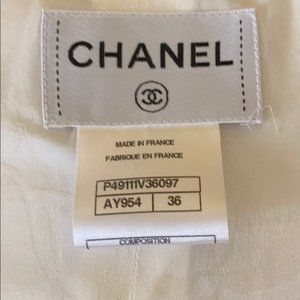 CHANEL
MADE IN FRANCE
FABRIQUE EN FRANCE
P49111V36097
AY954 36
COMPOSITION